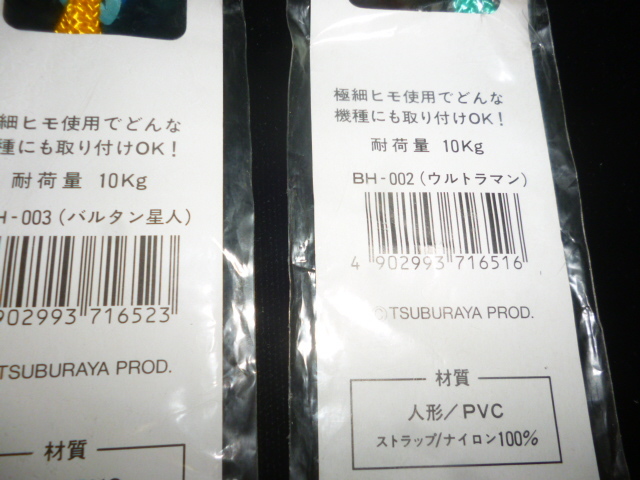 細ヒモ使用でどんな
種にも取り付けOK!
耐荷量 10Kg
H-003(バルタン星人)
902993 716523
TSUBURAYA PROD.
材質
極細ヒモ使用でどんな
機種にも取り付けOK!
耐荷量 10Kg
BH-002(ウルトラマン)
4 902993 716516
©TSUBURAYA PROD.
材質
人形/PVC
ストラップ/ナイロン100%